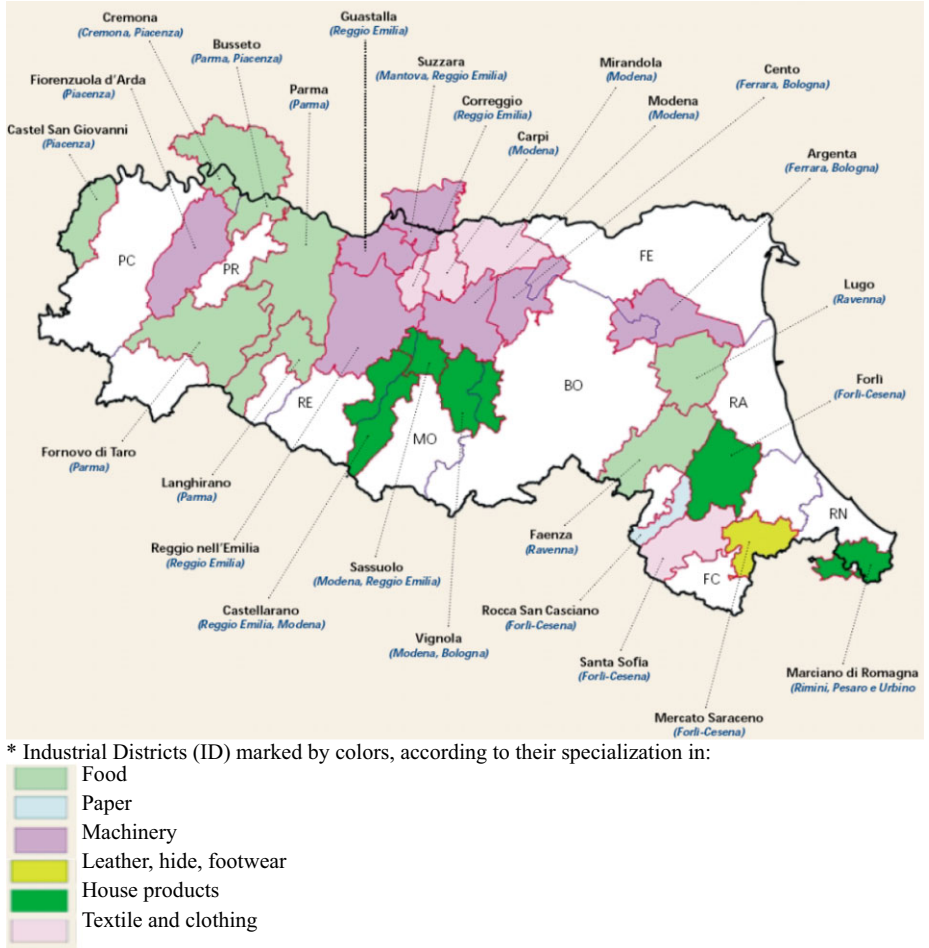 Cremona
(Cremona, Piacenza)
Guastalla
(Reggio Emilia)
Busseto
(Parma, Piacenza)
Suzzara
(Mantova, Reggio Emilia)
Mirandola
(Modena)
Cento
(Ferrara, Bologna)
Fiorenzuola d'Arda
(Piacenza)
Parma
(Parma)
Correggio
(Reggio Emilia)
Modena
(Modena)
Castel San Giovanni
(Piacenza)
Carpi
(Modena)
Argenta
(Ferrara, Bologna)
PC
PR
FE
Lugo
(Ravenna)
BO
Forlì
(Forlì-Cesena)
RE
RA
MO
Fornovo di Taro
(Parma)
Langhirano
(Parma)
RN
Faenza
(Ravenna)
Reggio nell'Emilia
(Reggio Emilia)
Sassuolo
(Modena, Reggio Emilia)
FC
Castellarano
(Reggio Emilia, Modena)
Rocca San Casciano
(Forlì-Cesena)
Vignola
(Modena, Bologna)
Santa Sofia
(Forlì-Cesena)
Marciano di Romagna
(Rimini, Pesaro e Urbino
Mercato Saraceno
(Forlì-Cesena)
* Industrial Districts (ID) marked by colors, according to their specialization in:
Food
Paper
Machinery
Leather, hide, footwear
House products
Textile and clothing